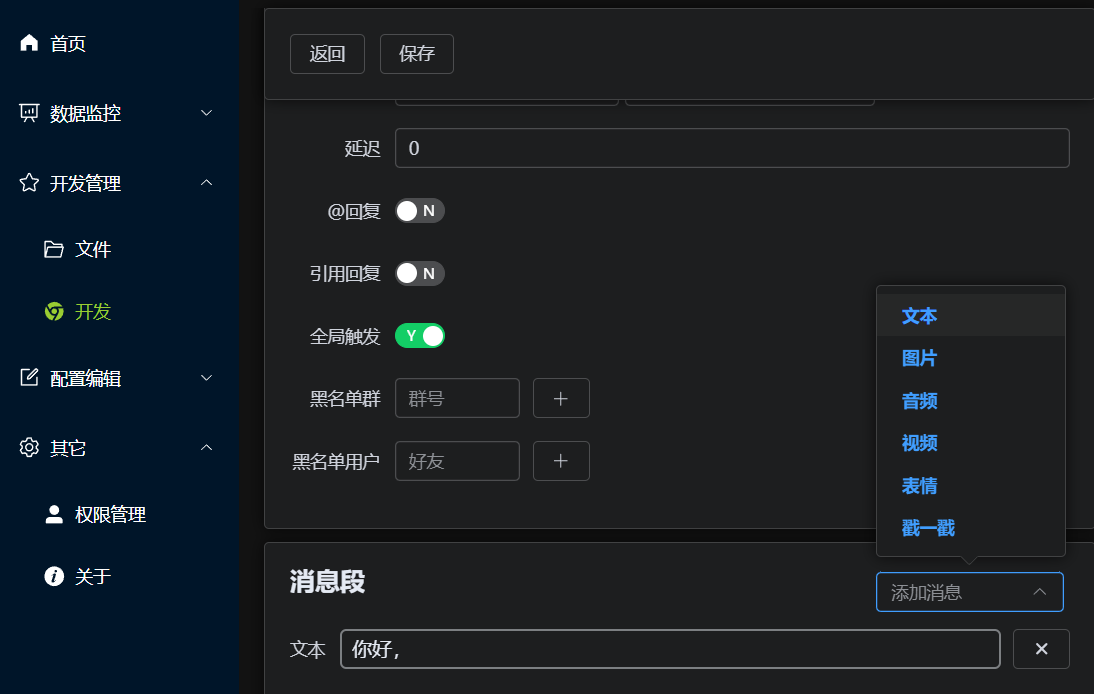 首页
数据监控
开发管理
文件
开发
配置编辑
其它
权限管理
关于
返回
保存
延迟
0
@回复
N
引用回复
N
全局触发
Y
黑名单群
群号
黑名单用户
好友
文本
图片
音频
视频
表情
戳一戳
消息段
添加消息
文本
你好，